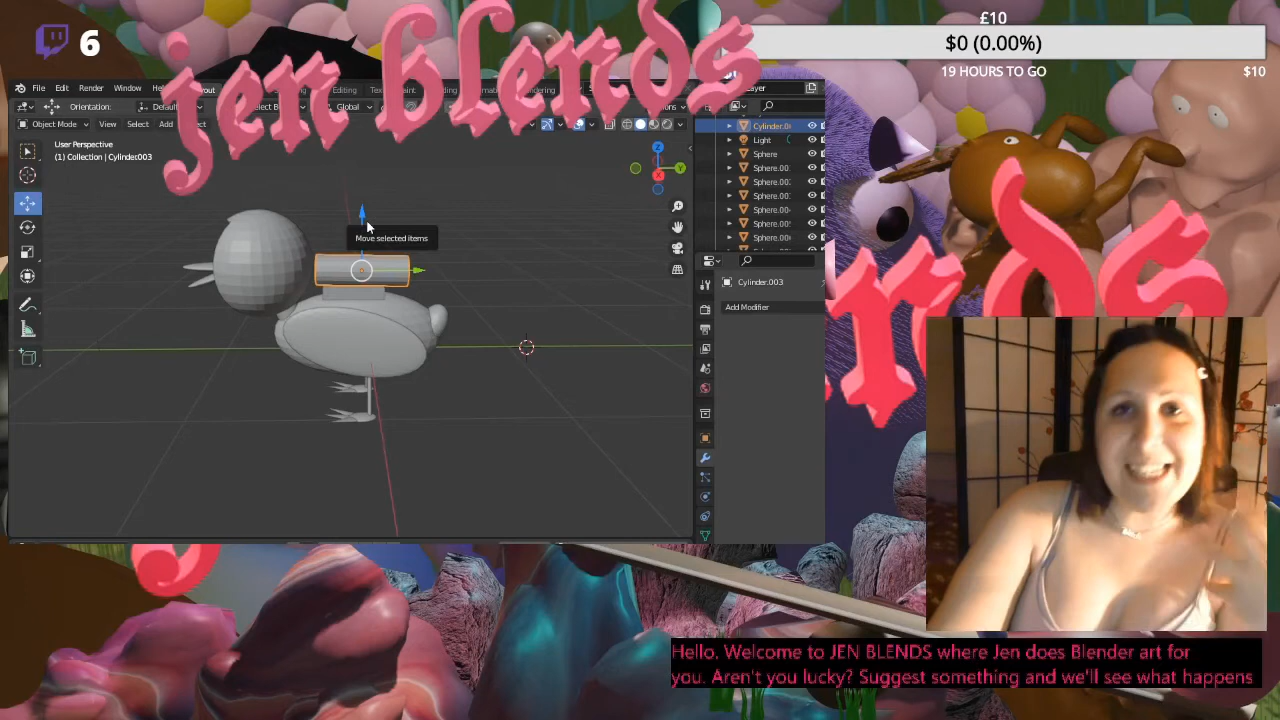 6
jen blends
£10
$0 (0.00%)
19 HOURS TO GO
$10
File Edit Render Window
Editing
Orientation:
Global
Object Mode View Select Add
User Perspective
(1) Collection | Cylinder.003
Move selected items
Z
Y
X
Light
Sphere
Cylinder.003
Add Modifier
Hello. Welcome to JEN BLENDS where Jen does Blender art for
you. Aren't you lucky? Suggest something and we'll see what happens